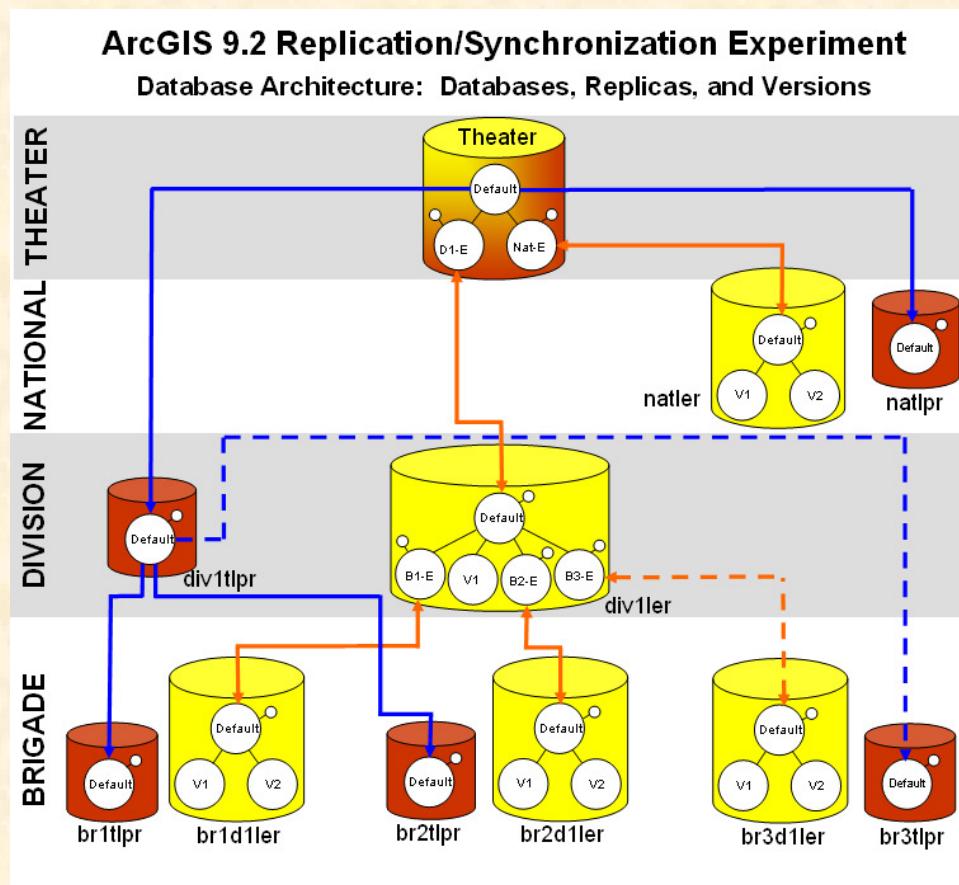 ArcGIS 9.2 Replication/Synchronization Experiment
Database Architecture: Databases, Replicas, and Versions
THEATER
Theater
Default
D1-E
Nat-E
NATIONAL
Default
V1
V2
natler
Default
natlpr
DIVISION
Default
div1tlpr
Default
B1-E
V1
B2-E
B3-E
div1ler
BRIGADE
Default
br1tlpr
Default
V1
V2
br1d1ler
Default
br2tlpr
Default
V1
V2
br2d1ler
Default
V1
V2
br3d1ler
Default
br3tlpr